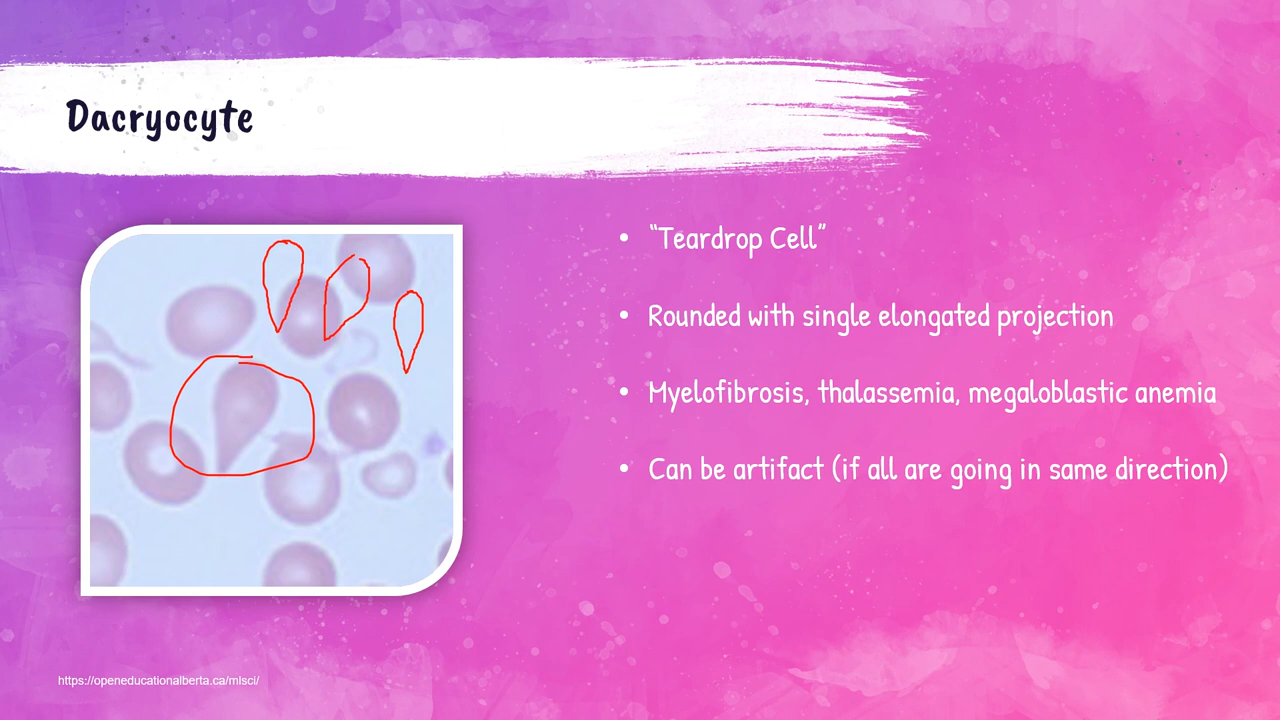 Dacryocyte
• "Teardrop Cell"
• Rounded with single elongated projection
• Myelofibrosis, thalassemia, megaloblastic anemia
• Can be artifact (if all are going in same direction)
https://openeducationalberta.ca/mlsci/